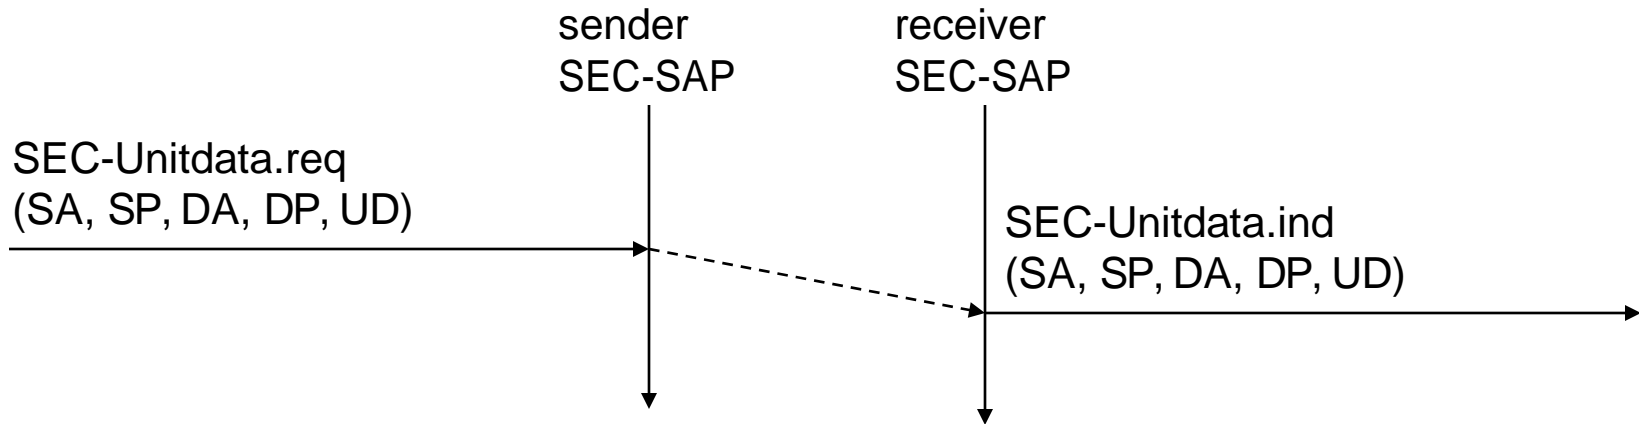 sender
SEC-SAP
receiver
SEC-SAP
SEC-Unitdata.req
(SA, SP, DA, DP, UD)
SEC-Unitdata.ind
(SA, SP, DA, DP, UD)